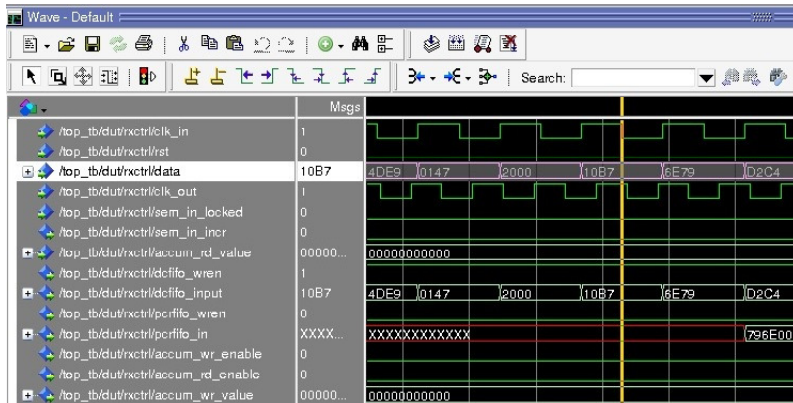 Wave - Default
Search:
Msgs
/top_tb/dut/rxctrl/clk_in 1
/top_tb/dut/rxctrl/rst 0
/top_tb/dut/rxctrl/data 10B7 4DE9 0147 2000 10B7 6E79 D2C4
/top_tb/dut/rxctrl/clk_out 1
/top_tb/dut/rxctrl/sem_in_locked 0
/top_tb/dut/rxctrl/sem_in_incr 0
/top_tb/dut/rxctrl/accum_rd_value 00000... 00000000000
/top_tb/dut/rxctrl/dcfifo_wren 1
/top_tb/dut/rxctrl/dcfifo_input 10B7 4DE9 0147 2000 10B7 6E79 D2C4
/top_tb/dut/rxctrl/perfifo_wren 0
/top_tb/dut/rxctrl/perfifo_in XXXX... XXXXXXXXXXXX 796E00
/top_tb/dut/rxctrl/accum_wr_enable 0
/top_tb/dut/rxctrl/accum_rd_enable 0
/top_tb/dut/rxctrl/accum_wr_value 00000... 00000000000